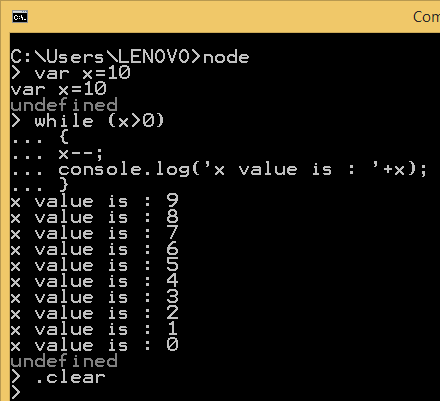 Com
C:\Users\LENOVO>node
> var x=10
var x=10
undefined
> while (x>0)
... {
... x--;
... console.log('x value is : '+x);
... }
x value is : 9
x value is : 8
x value is : 7
x value is : 6
x value is : 5
x value is : 4
x value is : 3
x value is : 2
x value is : 1
x value is : 0
undefined
> .clear
>